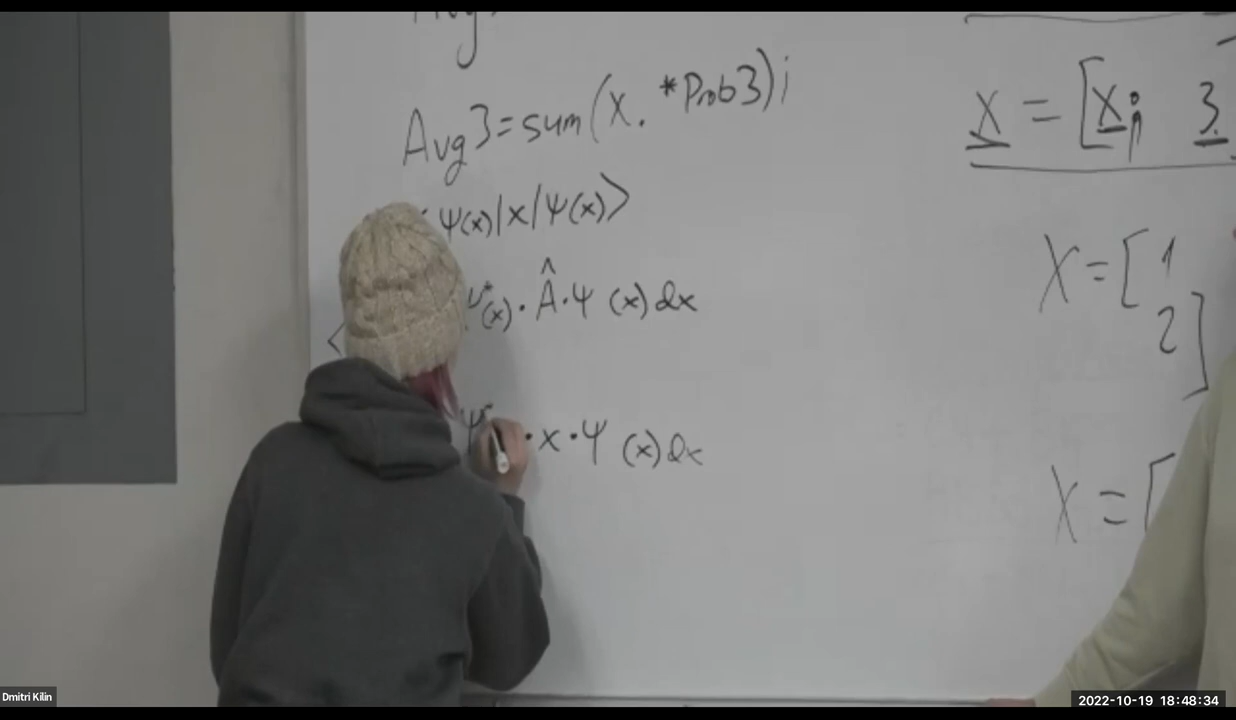 Avg3=sum(X.*Prob3);
ψ(x)|x|ψ(x)>
*(x)·Â·ψ(x)dx
ψ*·x·ψ(x)dx
X = [X; 3
X=[1
2]
X=[
Dmitri Kilin
2022-10-19 18:48:34